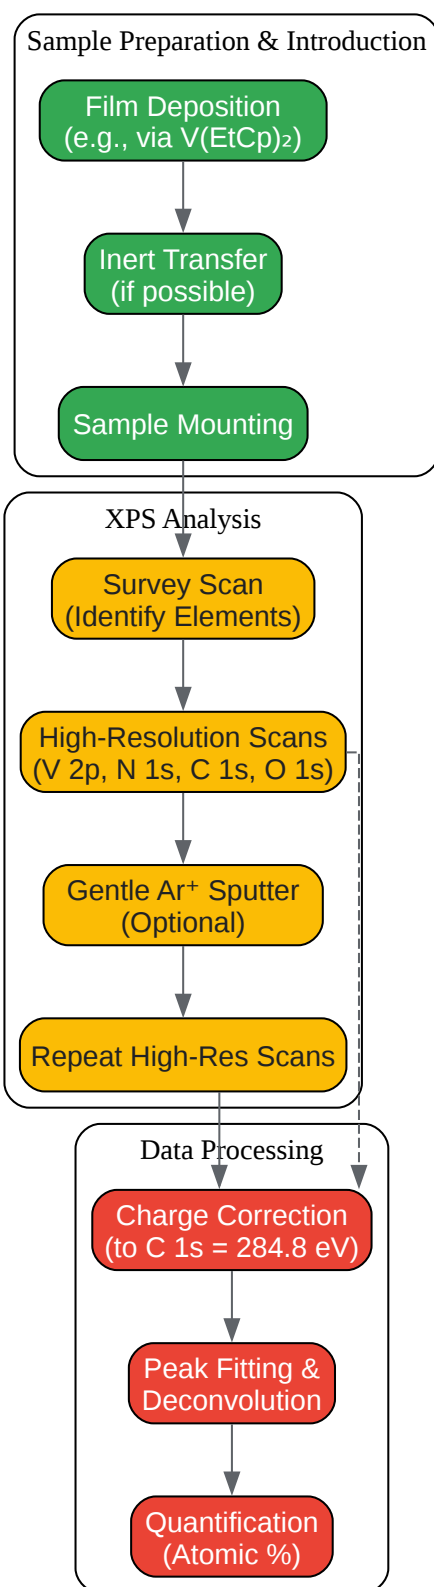 Sample Preparation & Introduction
Film Deposition
(e.g., via V(EtCp)₂)
Inert Transfer
(if possible)
Sample Mounting
XPS Analysis
Survey Scan
(Identify Elements)
High-Resolution Scans
(V 2p, N 1s, C 1s, O 1s)
Gentle Ar⁺ Sputter
(Optional)
Repeat High-Res Scans
Data Processing
Charge Correction
(to C 1s = 284.8 eV)
Peak Fitting &
Deconvolution
Quantification
(Atomic %)